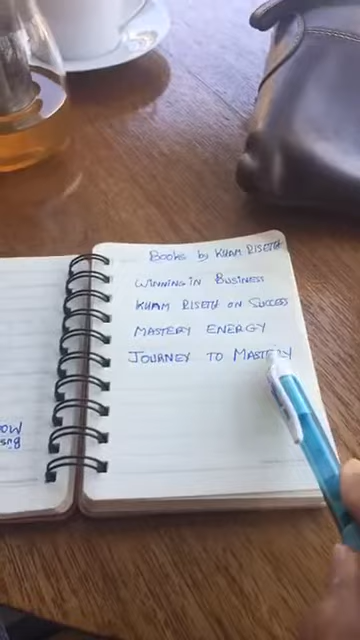 Books by KHAM RISETH
WINNING IN BUSINESS
KHAM RISETH ON SUCCESS
MASTERY ENERGY
JOURNEY TO MASTERY